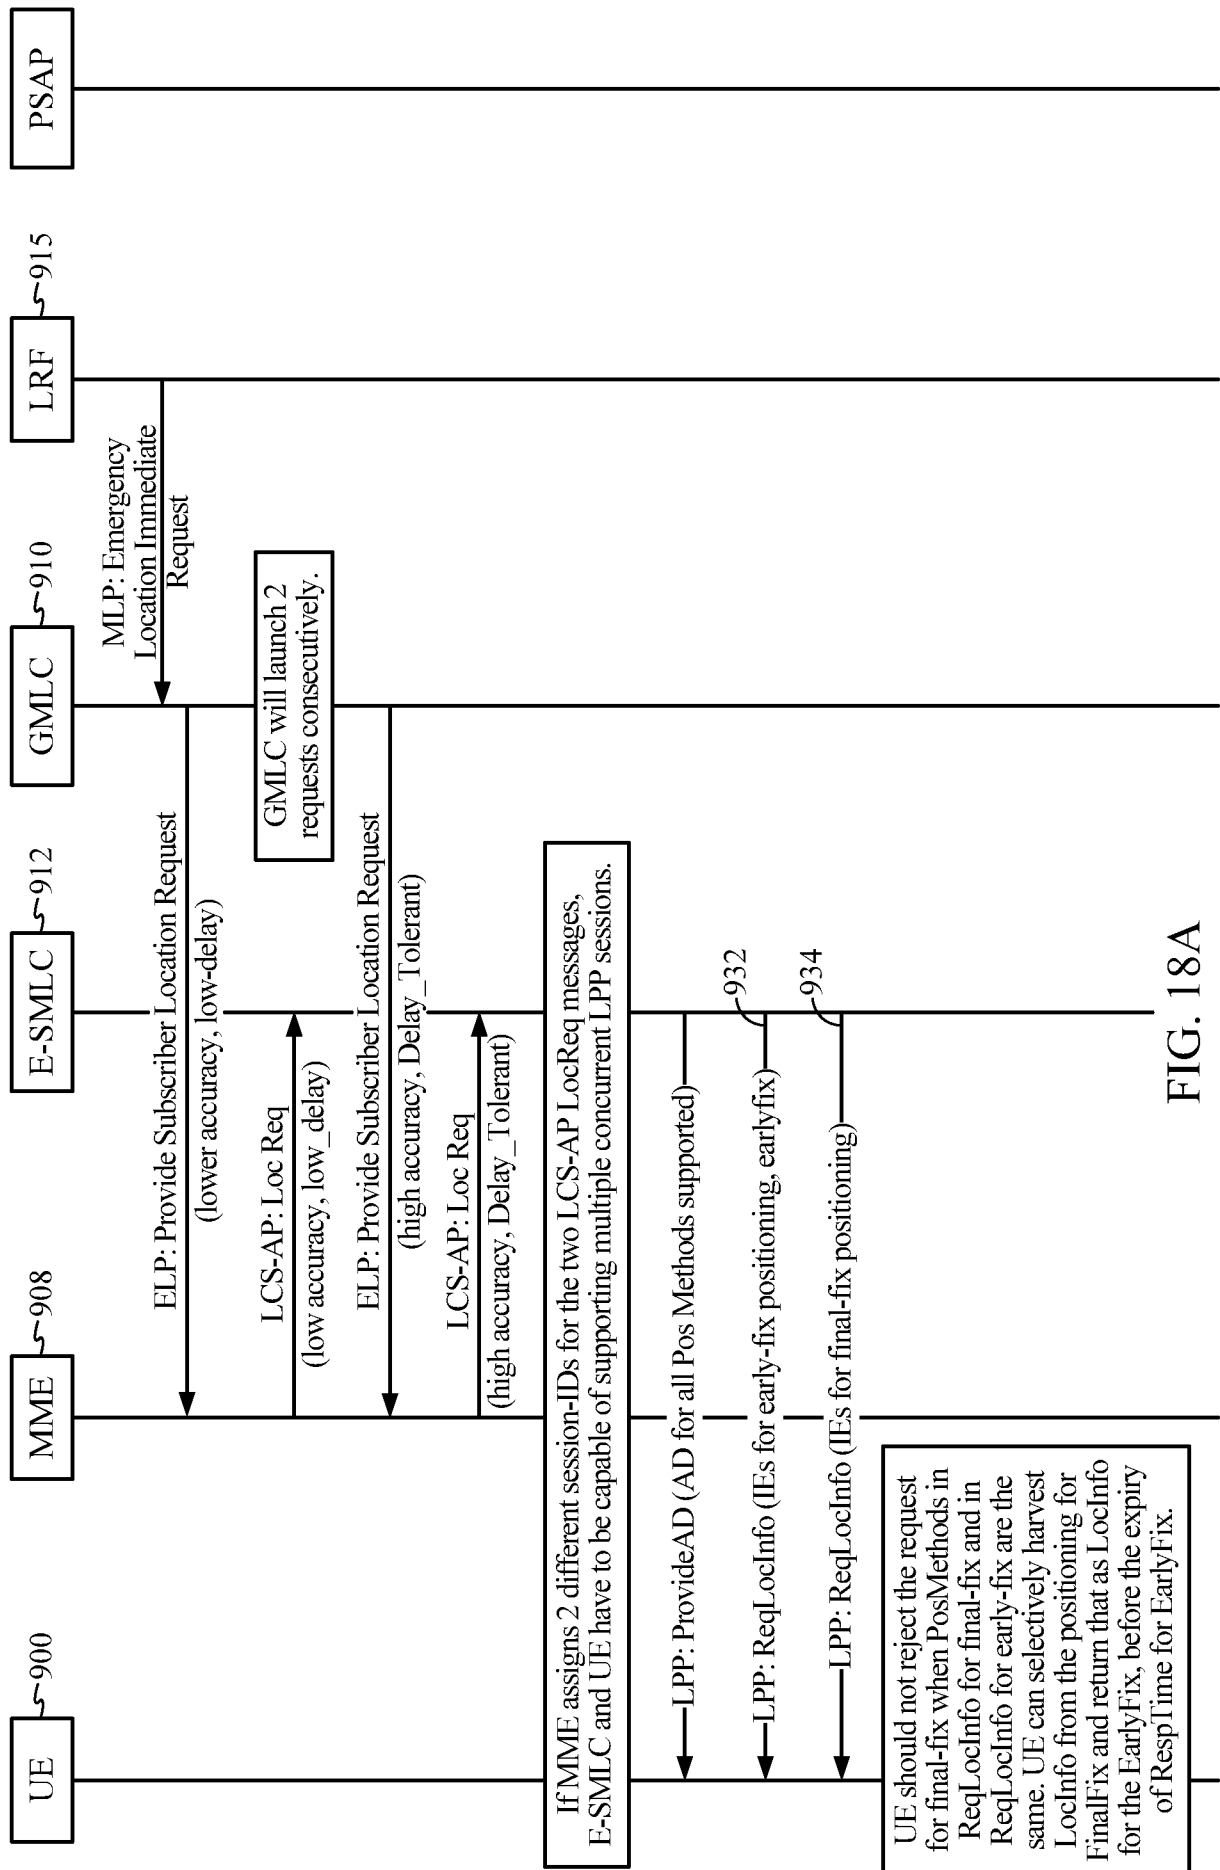 UE
900
MME
908
E-SMLC
912
GMLC
910
LRF
915
PSAP
MLP: Emergency
Location Immediate
Request
ELP: Provide Subscriber Location Request
(lower accuracy, low-delay)
GMLC will launch 2
requests consecutively.
LCS-AP: Loc Req
(low accuracy, low_delay)
ELP: Provide Subscriber Location Request
(high accuracy, Delay_Tolerant)
LCS-AP: Loc Req
(high accuracy, Delay_Tolerant)
If MME assigns 2 different session-IDs for the two LCS-AP LocReq messages,
E-SMLC and UE have to be capable of supporting multiple concurrent LPP sessions.
LPP: ProvideAD (AD for all Pos Methods supported)
932
LPP: ReqLocInfo (IEs for early-fix positioning, earlyfix)
934
LPP: ReqLocInfo (IEs for final-fix positioning)
UE should not reject the request
for final-fix when PosMethods in
ReqLocInfo for final-fix and in
ReqLocInfo for early-fix are the
same. UE can selectively harvest
LocInfo from the positioning for
FinalFix and return that as LocInfo
for the EarlyFix, before the expiry
of RespTime for EarlyFix.
FIG. 18A